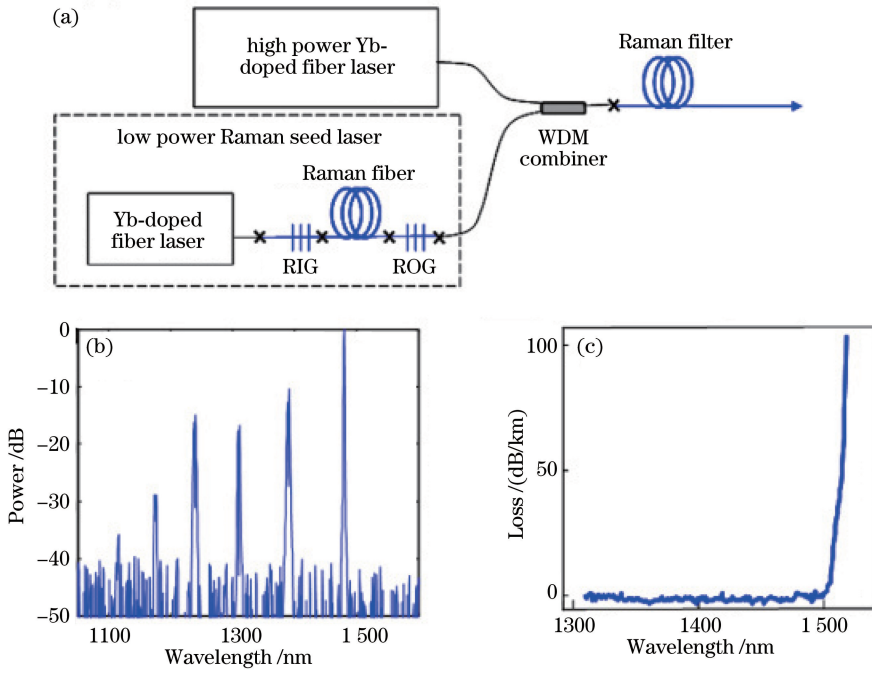 (a)
high power Yb-
doped fiber laser
Raman filter
WDM
combiner
low power Raman seed laser
Raman fiber
Yb-doped
fiber laser
RIG
ROG
(b)
0
−10
−20
−30
−40
−50
Power /dB
1100
1300
1 500
Wavelength /nm
(c)
100
50
0
Loss /(dB/km)
1300
1400
1 500
Wavelength /nm